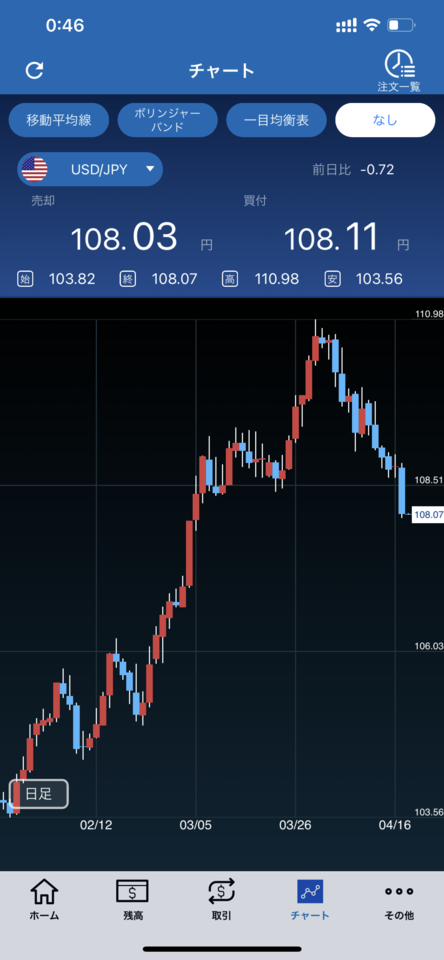 0:46
チャート
注文一覧
移動平均線
ボリンジャー
バンド
一目均衡表
なし
USD/JPY
前日比 -0.72
売却
買付
108.03 円
108.11 円
始 103.82 終 108.07 高 110.98 安 103.56
110.98
108.51
108.07
106.03
103.56
日足
02/12 03/05 03/26 04/16
ホーム 残高 取引 チャート その他